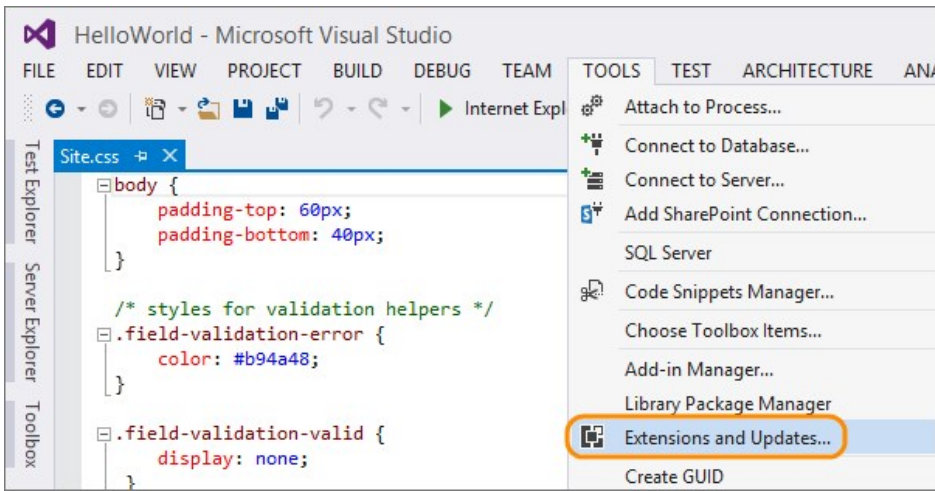 HelloWorld - Microsoft Visual Studio
FILE EDIT VIEW PROJECT BUILD DEBUG TEAM TOOLS TEST ARCHITECTURE ANA
Internet Expl
Test Explorer
Server Explorer
Toolbox
Site.css
body {
padding-top: 60px;
padding-bottom: 40px;
}
/* styles for validation helpers */
.field-validation-error {
color: #b94a48;
}
.field-validation-valid {
display: none;
}
Attach to Process...
Connect to Database...
Connect to Server...
Add SharePoint Connection...
SQL Server
Code Snippets Manager...
Choose Toolbox Items...
Add-in Manager...
Library Package Manager
Extensions and Updates...
Create GUID